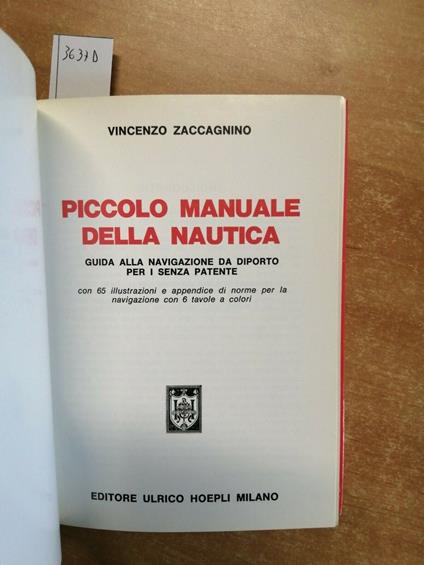 3637D
VINCENZO ZACCAGNINO
PICCOLO MANUALE
DELLA NAUTICA
GUIDA ALLA NAVIGAZIONE DA DIPORTO
PER I SENZA PATENTE
con 65 illustrazioni e appendice di norme per la
navigazione con 6 tavole a colori
EDITORE ULRICO HOEPLI MILANO